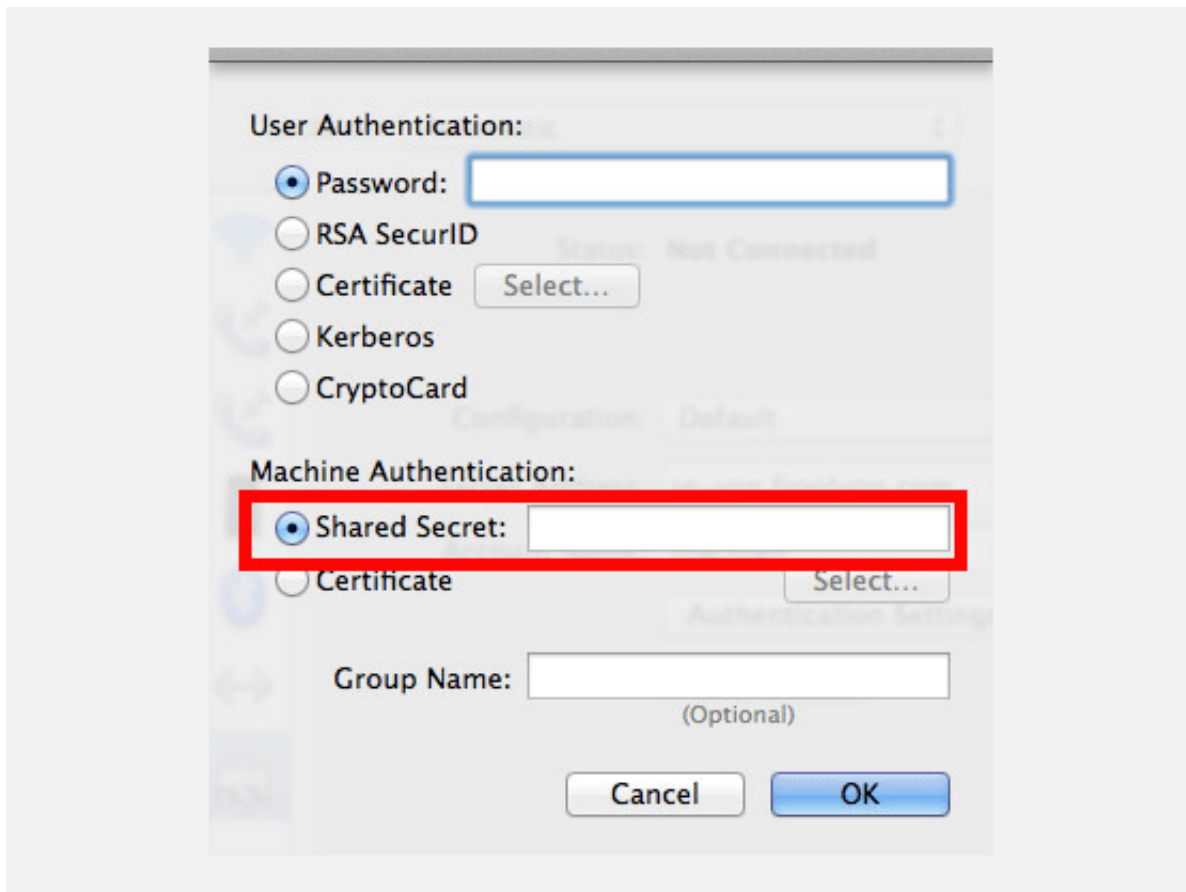 User Authentication:
Password:
RSA SecurID
Status: Not Connected
Certificate Select...
Kerberos
CryptoCard
Configuration: Default
Machine Authentication:
Shared Secret:
Certificate Select...
Authentication Settings
Group Name:
(Optional)
Cancel OK